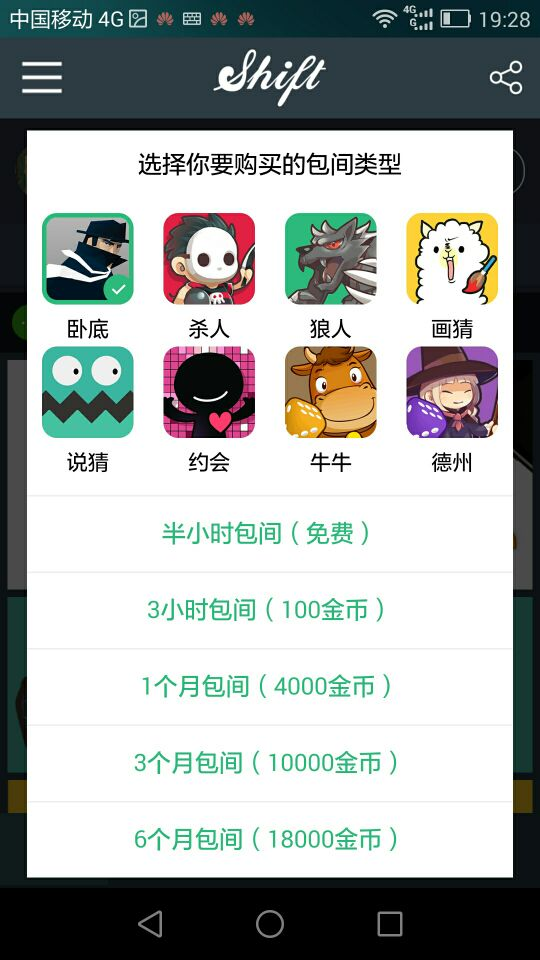 中国移动 4G 4G G 19:28
Shift
选择你要购买的包间类型
卧底 杀人 狼人 画猜
说猜 约会 牛牛 德州
半小时包间（免费）
3小时包间（100金币）
1个月包间（4000金币）
3个月包间（10000金币）
6个月包间（18000金币）